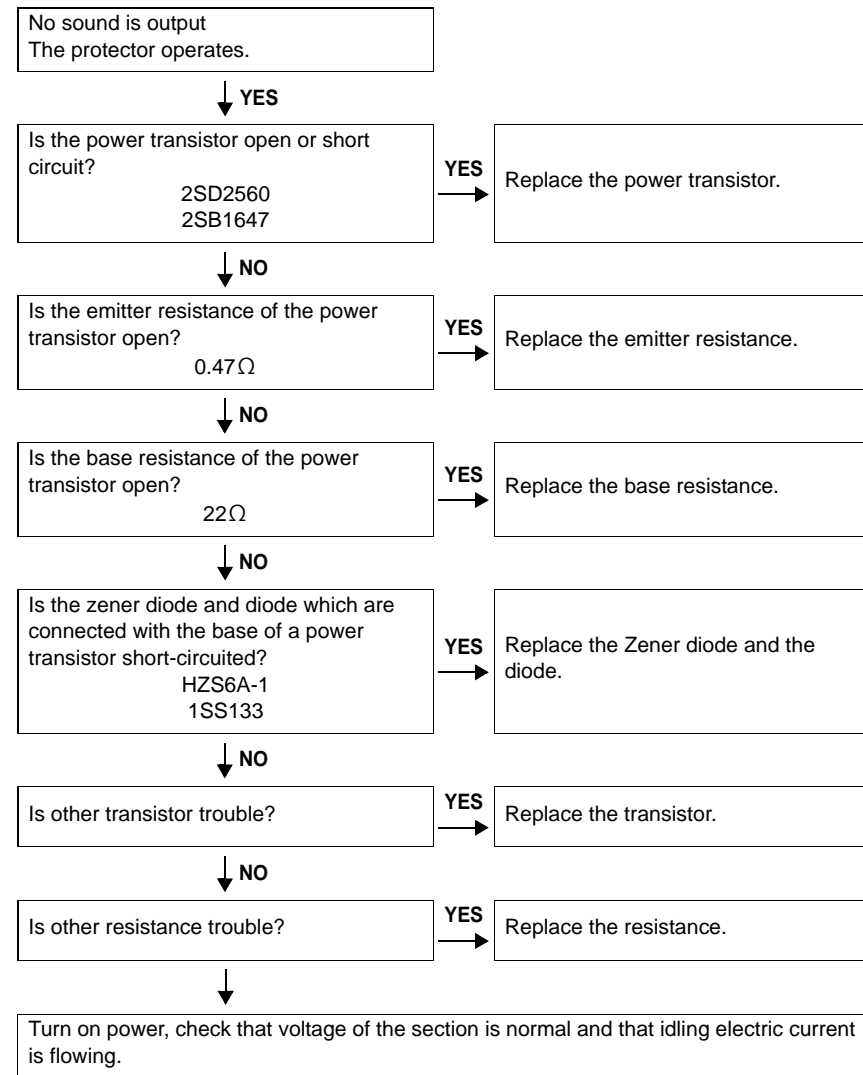 No sound is output
The protector operates.
YES
Is the power transistor open or short
circuit?
2SD2560
2SB1647
YES
Replace the power transistor.
NO
Is the emitter resistance of the power
transistor open?
0.47Ω
YES
Replace the emitter resistance.
NO
Is the base resistance of the power
transistor open?
22Ω
YES
Replace the base resistance.
NO
Is the zener diode and diode which are
connected with the base of a power
transistor short-circuited?
HZS6A-1
1SS133
YES
Replace the Zener diode and the
diode.
NO
Is other transistor trouble?
YES
Replace the transistor.
NO
Is other resistance trouble?
YES
Replace the resistance.
Turn on power, check that voltage of the section is normal and that idling electric current
is flowing.